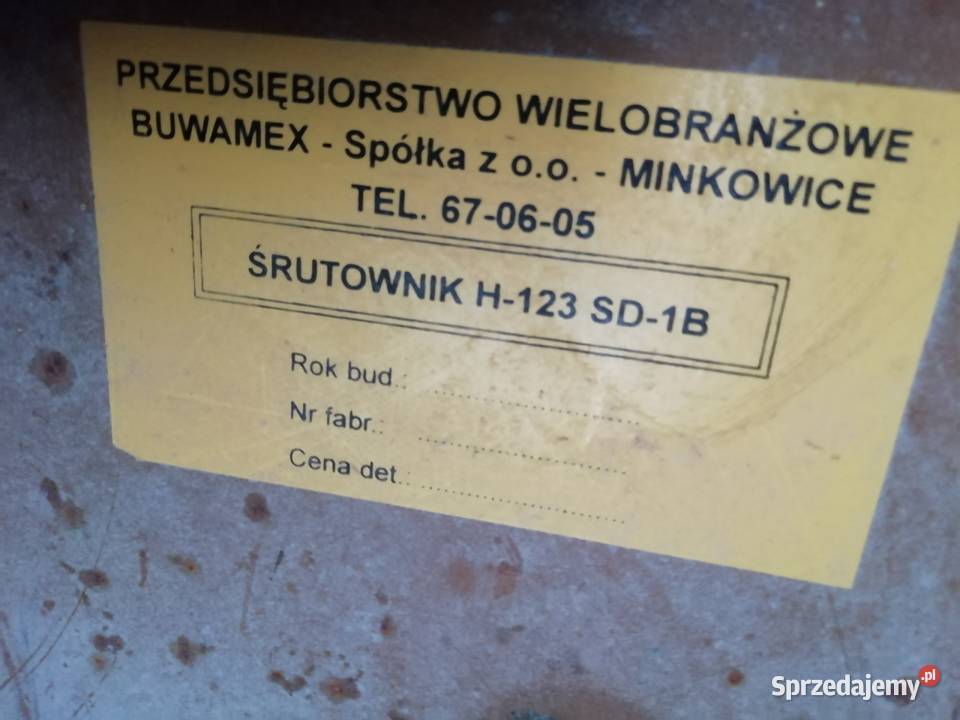 PRZEDSIĘBIORSTWO WIELOBRANŻOWE
BUWAMEX - Spółka z o.o. - MINKOWICE
TEL. 67-06-05
ŚRUTOWNIK H-123 SD-1B
Rok bud.: ..............................
Nr fabr.: ..............................
Cena det.: ..............................
Sprzedajemy.pl